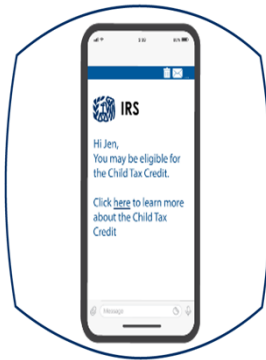 IRS
Hi Jen,
You may be eligible for
the Child Tax Credit.
Click here to learn more
about the Child Tax
Credit
Message